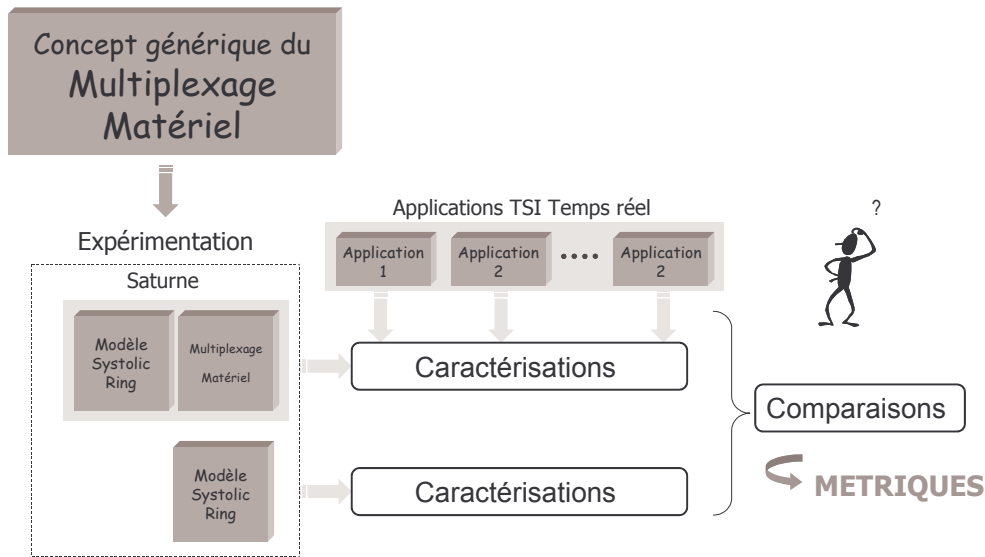 Concept générique du
Multiplexage
Matériel
Applications TSI Temps réel
?
Application
1
Application
2
....
Application
2
Expérimentation
Saturne
Modèle
Systolic
Ring
Multiplexage
Matériel
Caractérisations
Comparaisons
Modèle
Systolic
Ring
Caractérisations
METRIQUES